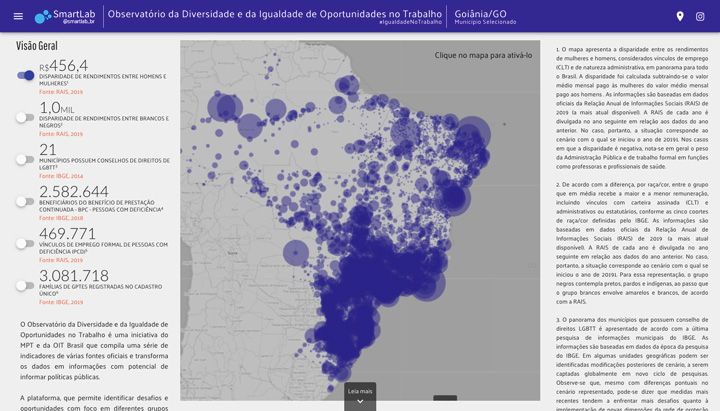 SmartLab
@smartlab.br
Observatório da Diversidade e da Igualdade de Oportunidades no Trabalho
#IgualdadeNoTrabalho
Goiânia/GO
Município Selecionado
Visão Geral
R$456,4
DISPARIDADE DE RENDIMENTOS ENTRE HOMENS E
MULHERES¹
Fonte: RAIS, 2019
1,0MIL
DISPARIDADE DE RENDIMENTOS ENTRE BRANCOS E
NEGROS²
Fonte: RAIS, 2019
21
MUNICÍPIOS POSSUEM CONSELHOS DE DIREITOS DE
LGBTT³
Fonte: IBGE, 2014
2.582.644
BENEFICIÁRIOS DO BENEFÍCIO DE PRESTAÇÃO
CONTINUADA - BPC - PESSOAS COM DEFICIÊNCIA⁴
Fonte: IBGE, 2018
469.771
VÍNCULOS DE EMPREGO FORMAL DE PESSOAS COM
DEFICIÊNCIA (PCD)⁵
Fonte: IBGE, 2019
3.081.718
FAMÍLIAS DE GPTES REGISTRADAS NO CADASTRO
ÚNICO⁶
Fonte: IBGE, 2019
O Observatório da Diversidade e da Igualdade de
Oportunidades no Trabalho é uma iniciativa do
MPT e da OIT Brasil que compila uma série de
indicadores de várias fontes oficiais e transforma
os dados em informações com potencial de
informar políticas públicas.
A plataforma, que permite identificar desafios e
oportunidades com foco em diferentes grupos
Clique no mapa para ativá-lo
Leia mais
1. O mapa apresenta a disparidade entre os rendimentos
de mulheres e homens, considerados vínculos de emprego
(CLT) e de natureza administrativa, em panorama para todo
o Brasil. A disparidade foi calculada subtraindo-se o valor
médio mensal pago às mulheres do valor médio mensal
pago aos homens . As informações são baseadas em dados
oficiais da Relação Anual de Informações Sociais (RAIS) de
2019 (a mais atual disponível). A RAIS de cada ano é
divulgada no ano seguinte em relação aos dados do ano
anterior. No caso, portanto, a situação corresponde ao
cenário com o qual se iniciou o ano de 2019). Nos casos
em que a disparidade é negativa, nota-se em geral o peso
da Administração Pública e de trabalho formal em funções
como professoras e profissionais de saúde.
2. De acordo com a diferença, por raça/cor, entre o grupo
que em média recebe a maior e a menor remuneração,
incluindo vínculos com carteira assinada (CLT) e
administrativos ou estatutários, conforme as cinco coortes
de raça/cor definidas pelo IBGE. As informações são
baseadas em dados oficiais da Relação Anual de
Informações Sociais (RAIS) de 2019 (a mais atual
disponível). A RAIS de cada ano é divulgada no ano
seguinte em relação aos dados do ano anterior. No caso,
portanto, a situação corresponde ao cenário com o qual se
iniciou o ano de 2019). Para essa representação, o grupo
negros contempla pretos, pardos e indígenas, ao passo que
o grupo brancos envolve amarelos e brancos, de acordo
com a RAIS.
3. O panorama dos municípios que possuem conselho de
direitos LGBTT é apresentado de acordo com a última
pesquisa de informações municipais do IBGE. As
informações são baseadas em dados da época da pesquisa
do IBGE. Em algumas unidades geográficas podem ser
identificadas modificações posteriores de cenário, a serem
captadas globalmente em novo ciclo de pesquisas.
Observe-se que, mesmo com diferenças pontuais no
cenário representado, pode-se dizer que medidas mais
recentes tendem a enfrentar mais desafios quanto à
implementação de novas dimensões da rede de proteção